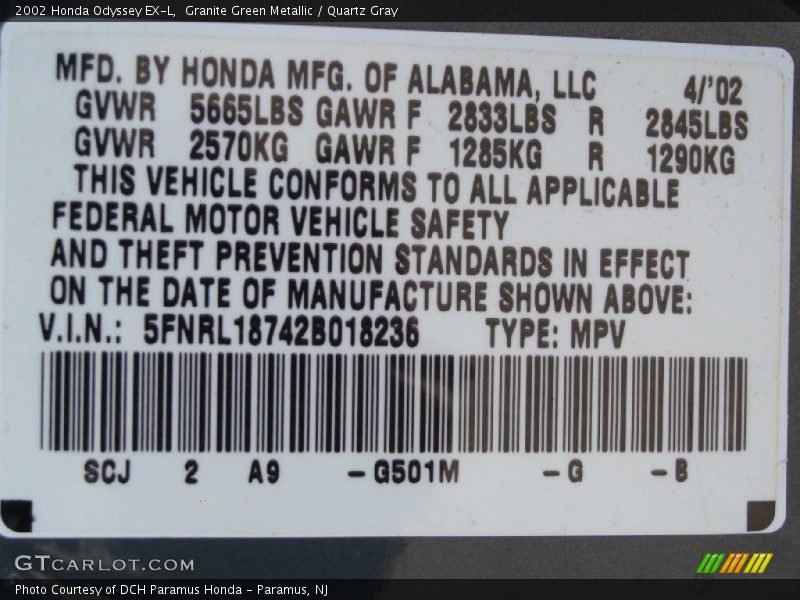 2002 Honda Odyssey EX-L,  Granite Green Metallic / Quartz Gray
MFD. BY HONDA MFG. OF ALABAMA, LLC 4/'02
GVWR 5665LBS GAWR F 2833LBS R 2845LBS
GVWR 2570KG GAWR F 1285KG R 1290KG
THIS VEHICLE CONFORMS TO ALL APPLICABLE
FEDERAL MOTOR VEHICLE SAFETY
AND THEFT PREVENTION STANDARDS IN EFFECT
ON THE DATE OF MANUFACTURE SHOWN ABOVE:
V.I.N.: 5FNRL18742B018236 TYPE: MPV
SCJ 2 A9 -G501M -G -B
GTCARLOT.COM
Photo Courtesy of DCH Paramus Honda - Paramus, NJ